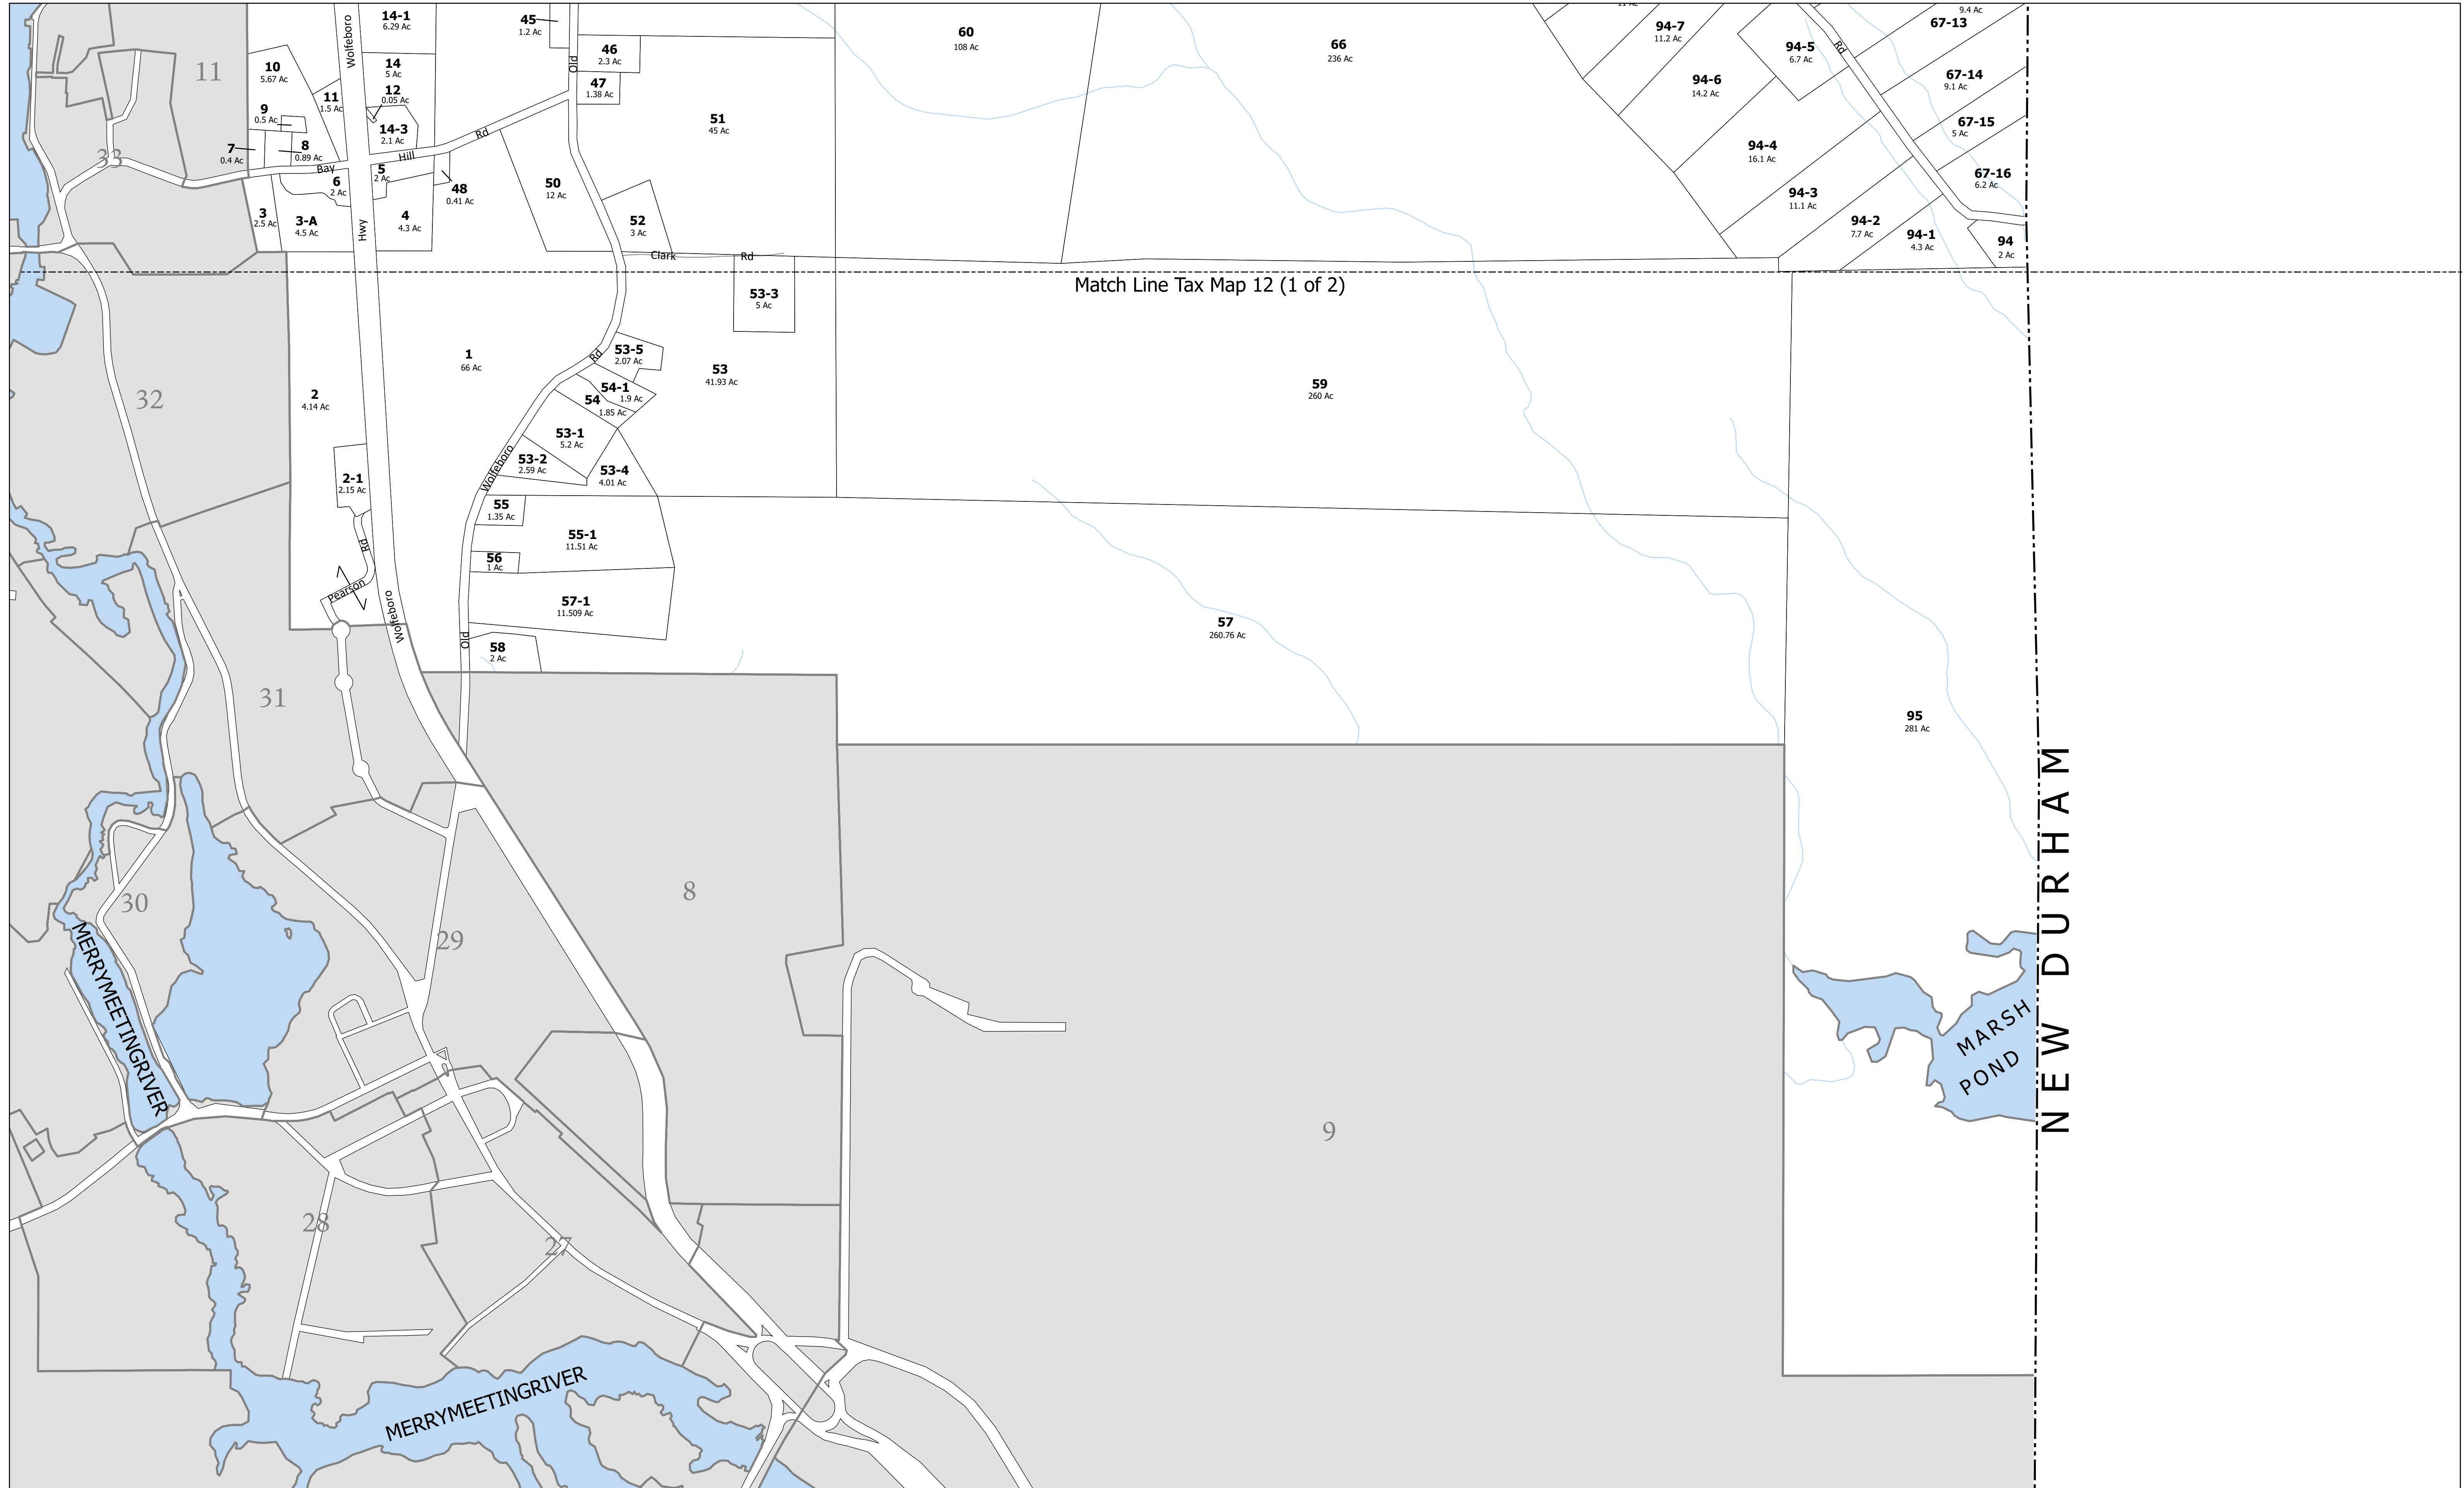 14-1
6.29 Ac
45
1.2 Ac
46
2.3 Ac
60
108 Ac
66
236 Ac
11 Ac
94-7
11.2 Ac
94-5
6.7 Ac
9.4 Ac
67-13
Wolfeboro
Old
Rd
11
10
5.67 Ac
14
5 Ac
47
1.38 Ac
94-6
14.2 Ac
67-14
9.1 Ac
9
0.5 Ac
11
1.5 Ac
12
0.05 Ac
14-3
2.1 Ac
51
45 Ac
67-15
5 Ac
33
7
0.4 Ac
8
0.89 Ac
Bay
Hill
Rd
94-4
16.1 Ac
6
2 Ac
5
2 Ac
48
0.41 Ac
50
12 Ac
67-16
6.2 Ac
94-3
11.1 Ac
3
2.5 Ac
3-A
4.5 Ac
Hwy
4
4.3 Ac
52
3 Ac
94-2
7.7 Ac
94-1
4.3 Ac
94
2 Ac
Clark
Rd
Match Line Tax Map 12 (1 of 2)
53-3
5 Ac
1
66 Ac
Rd
53-5
2.07 Ac
53
41.93 Ac
59
260 Ac
32
2
4.14 Ac
54-1
1.9 Ac
54
1.85 Ac
53-1
5.2 Ac
53-2
2.59 Ac
53-4
4.01 Ac
Wolfeboro
2-1
2.15 Ac
55
1.35 Ac
55-1
11.51 Ac
Rd
56
1 Ac
Pearson
57-1
11.509 Ac
Wolfeboro
Old
58
2 Ac
57
260.76 Ac
31
95
281 Ac
8
30
29
MERRYMEETINGRIVER
MARSH
POND
NEW DURHAM
9
28
27
MERRYMEETINGRIVER